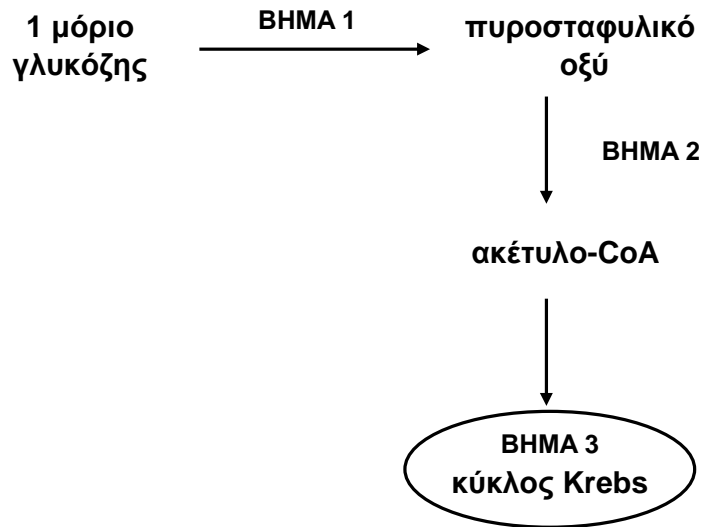 1 μόριο
γλυκόζης
ΒΗΜΑ 1
πυροσταφυλικό
οξύ
ΒΗΜΑ 2
ακέτυλο-CoA
ΒΗΜΑ 3
κύκλος Krebs